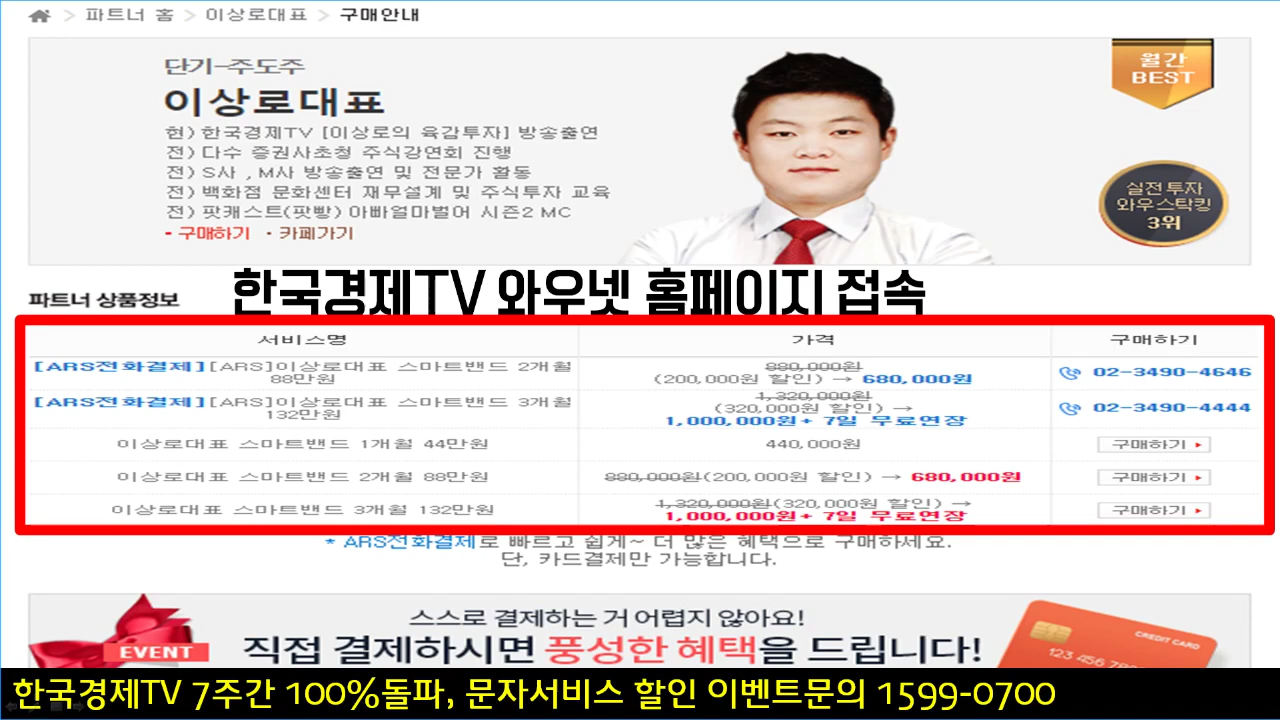 파트너 홈 > 이상로대표 > 구매안내
단기-주도주
이상로대표
현) 한국경제TV [이상로의 육감투자] 방송출연
전) 다수 증권사초청 주식강연회 진행
전) S사 , M사 방송출연 및 전문가 활동
전) 백화점 문화센터 재무설계 및 주식투자 교육
전) 팟캐스트(팟빵) 아빠얼마벌어 시즌2 MC
- 구매하기 · 카페가기
월간
BEST
실전투자
와우스탁킹
3위
파트너 상품정보
한국경제TV 와우넷 홈페이지 접속
서비스명 가격 구매하기
[ARS전화결제][ARS]이상로대표 스마트밴드 2개월
88만원
880,000원
(200,000원 할인) → 680,000원
02-3490-4646
[ARS전화결제][ARS]이상로대표 스마트밴드 3개월
132만원
1,320,000원
(320,000원 할인) →
1,000,000원+ 7일 무료연장
02-3490-4444
이상로대표 스마트밴드 1개월 44만원 440,000원 구매하기
이상로대표 스마트밴드 2개월 88만원 880,000원(200,000원 할인) → 680,000원 구매하기
이상로대표 스마트밴드 3개월 132만원
1,320,000원(320,000원 할인) →
1,000,000원+ 7일 무료연장
구매하기
* ARS전화결제로 빠르고 쉽게~ 더 많은 혜택으로 구매하세요.
단, 카드결제만 가능합니다.
EVENT
스스로 결제하는 거 어렵지 않아요!
직접 결제하시면 풍성한 혜택을 드립니다!
CREDIT CARD
123 456
한국경제TV 7주간 100%돌파, 문자서비스 할인 이벤트문의 1599-0700